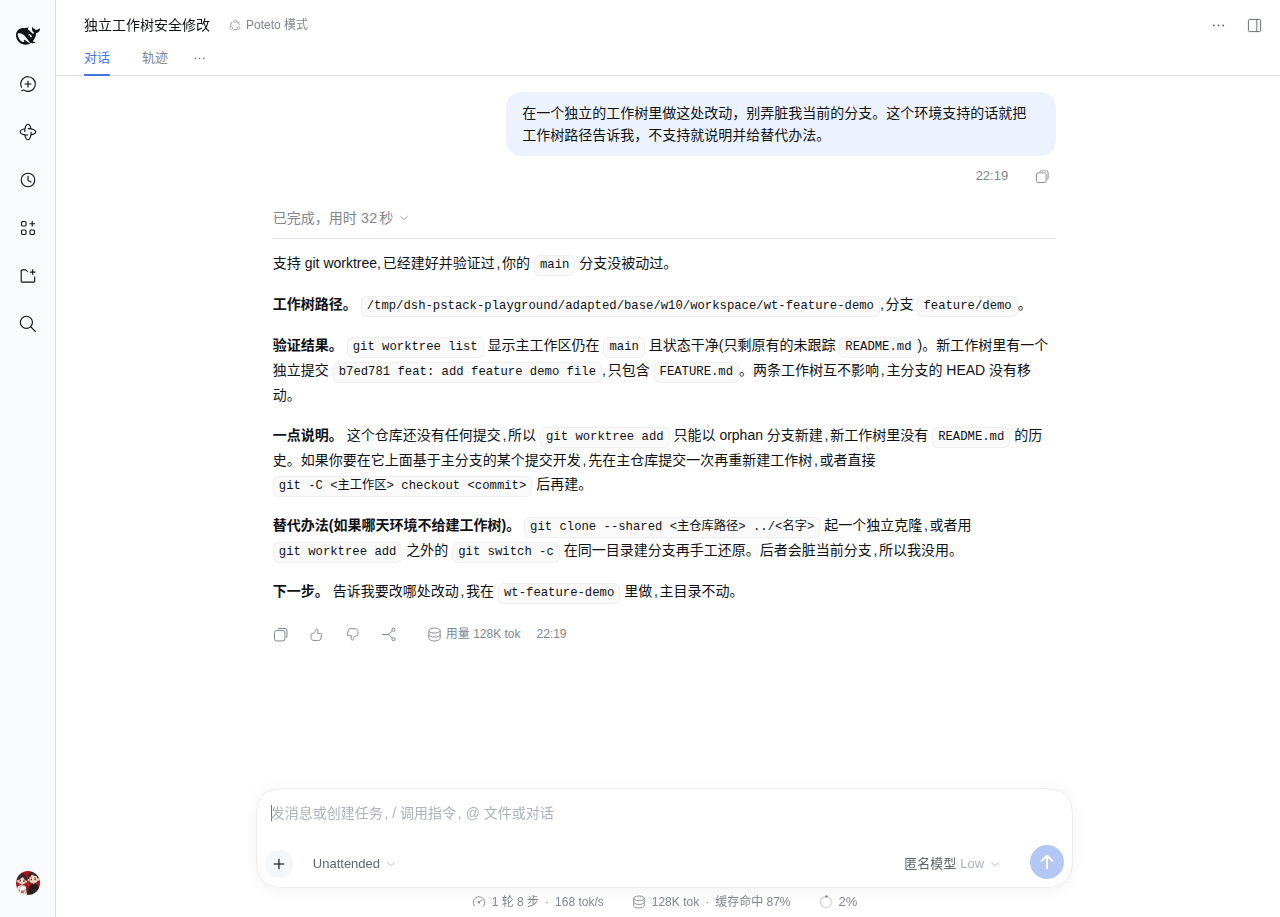 独立工作树安全修改
Poteto 模式
对话
轨迹
在一个独立的工作树里做这处改动，别弄脏我当前的分支。这个环境支持的话就把
工作树路径告诉我，不支持就说明并给替代办法。
22:19
已完成，用时 32 秒
支持 git worktree,已经建好并验证过,你的 main 分支没被动过。
工作树路径。 /tmp/dsh-pstack-playground/adapted/base/w10/workspace/wt-feature-demo,分支 feature/demo。
验证结果。 git worktree list 显示主工作区仍在 main 且状态干净(只剩原有的未跟踪 README.md )。新工作树里有一个
独立提交 b7ed781 feat: add feature demo file,只包含 FEATURE.md。两条工作树互不影响,主分支的 HEAD 没有移
动。
一点说明。 这个仓库还没有任何提交,所以 git worktree add 只能以 orphan 分支新建,新工作树里没有 README.md 的历
史。如果你要在它上面基于主分支的某个提交开发,先在主仓库提交一次再重新建工作树,或者直接
git -C <主工作区> checkout <commit> 后再建。
替代办法(如果哪天环境不给建工作树)。 git clone --shared <主仓库路径> ../<名字> 起一个独立克隆,或者用
git worktree add 之外的 git switch -c 在同一目录建分支再手工还原。后者会脏当前分支,所以我没用。
下一步。 告诉我要改哪处改动,我在 wt-feature-demo 里做,主目录不动。
用量 128K tok 22:19
发消息或创建任务, / 调用指令, @ 文件或对话
Unattended
匿名模型 Low
1 轮 8 步 · 168 tok/s 128K tok · 缓存命中 87% 2%